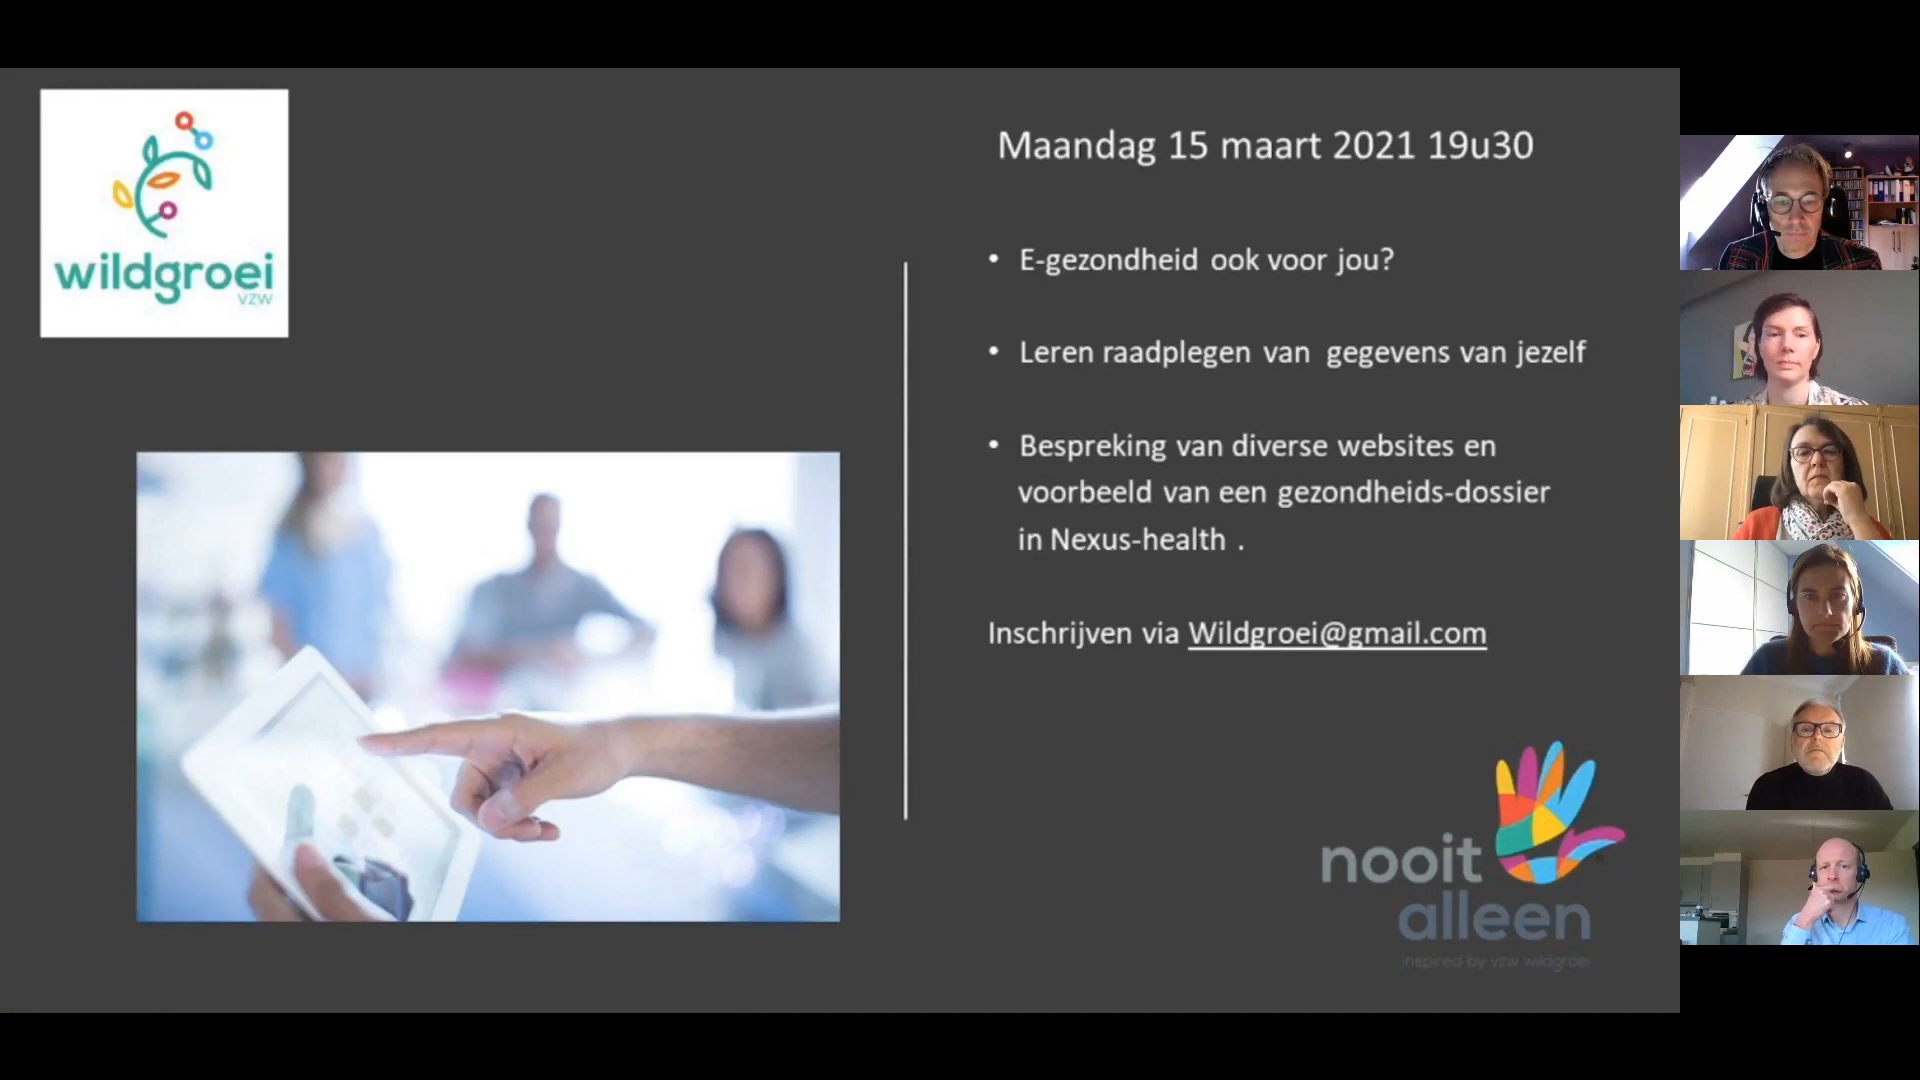 wildgroei
vzw
Maandag 15 maart 2021 19u30
• E-gezondheid ook voor jou?
• Leren raadplegen van gegevens van jezelf
• Bespreking van diverse websites en
voorbeeld van een gezondheids-dossier
in Nexus-health .
Inschrijven via Wildgroei@gmail.com
nooit
alleen
inspired by vzw wildgroei